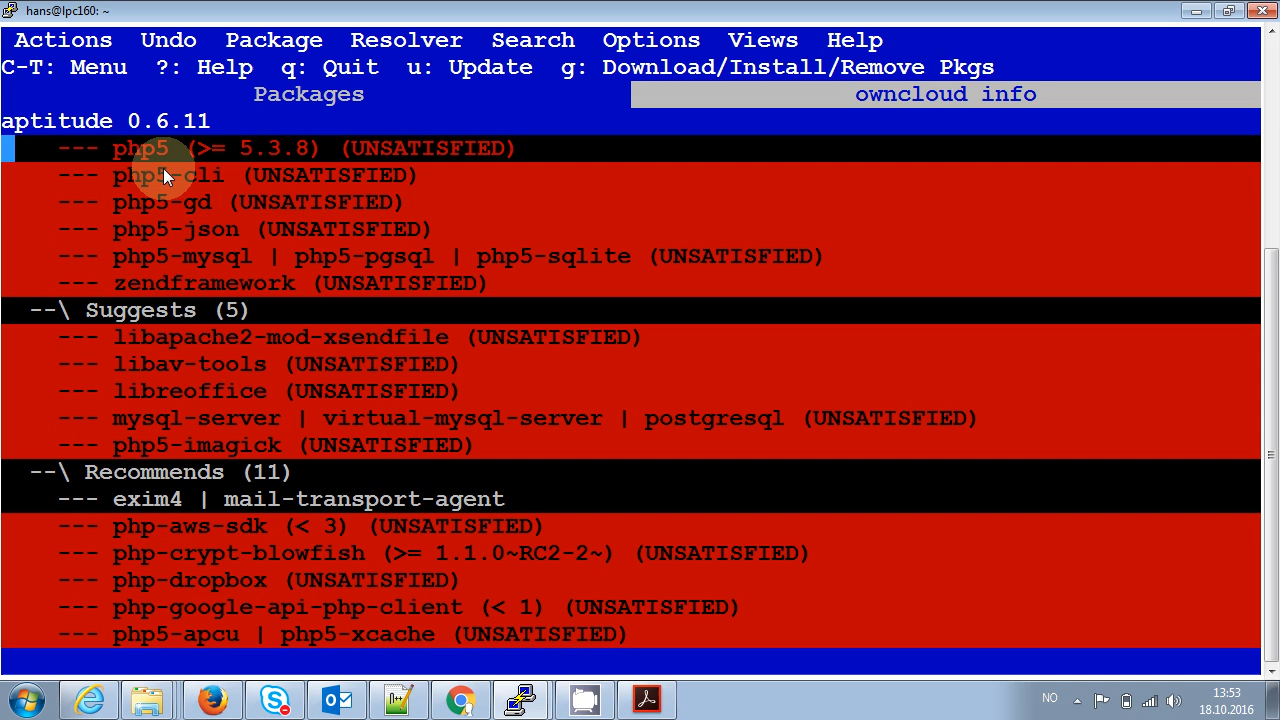 hans@lpc160: ~
Actions Undo Package Resolver Search Options Views Help
C-T: Menu ?: Help q: Quit u: Update g: Download/Install/Remove Pkgs
Packages owncloud info
aptitude 0.6.11
--- php5 (>= 5.3.8) (UNSATISFIED)
--- php5-cli (UNSATISFIED)
--- php5-gd (UNSATISFIED)
--- php5-json (UNSATISFIED)
--- php5-mysql | php5-pgsql | php5-sqlite (UNSATISFIED)
--- zendframework (UNSATISFIED)
--\ Suggests (5)
--- libapache2-mod-xsendfile (UNSATISFIED)
--- libav-tools (UNSATISFIED)
--- libreoffice (UNSATISFIED)
--- mysql-server | virtual-mysql-server | postgresql (UNSATISFIED)
--- php5-imagick (UNSATISFIED)
--\ Recommends (11)
--- exim4 | mail-transport-agent
--- php-aws-sdk (< 3) (UNSATISFIED)
--- php-crypt-blowfish (>= 1.1.0~RC2-2~) (UNSATISFIED)
--- php-dropbox (UNSATISFIED)
--- php-google-api-php-client (< 1) (UNSATISFIED)
--- php5-apcu | php5-xcache (UNSATISFIED)
NO
13:53
18.10.2016